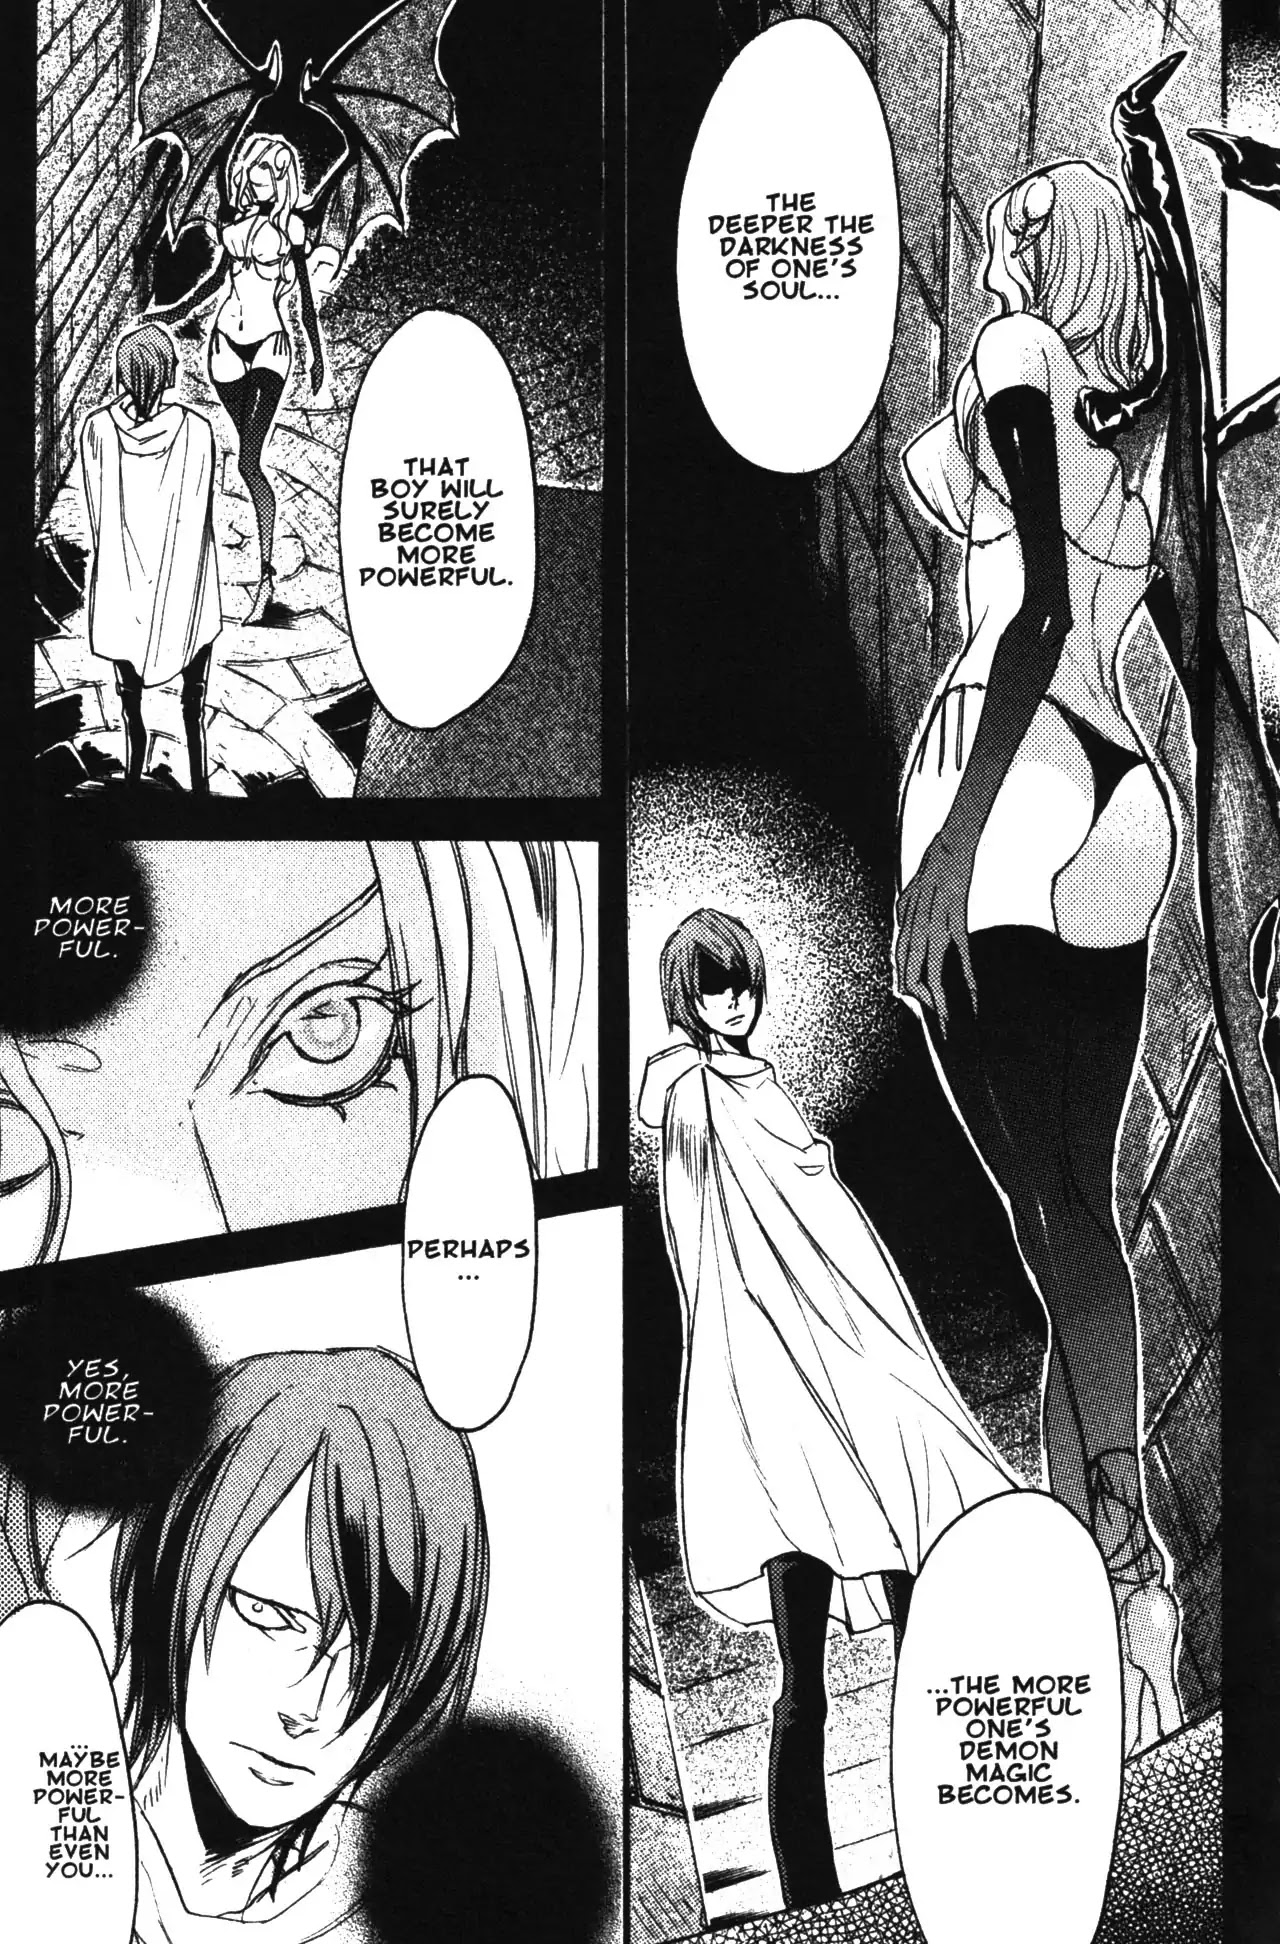 THE
DEEPER THE
DARKNESS
OF ONE'S
SOUL...
...THE MORE
POWERFUL
ONE'S
DEMON
MAGIC
BECOMES.
THAT
BOY WILL
SURELY
BECOME
MORE
POWERFUL.
MORE
POWER-
FUL.
PERHAPS
...
YES,
MORE
POWER-
FUL.
...
MAYBE
MORE
POWER-
FUL
THAN
EVEN
YOU...